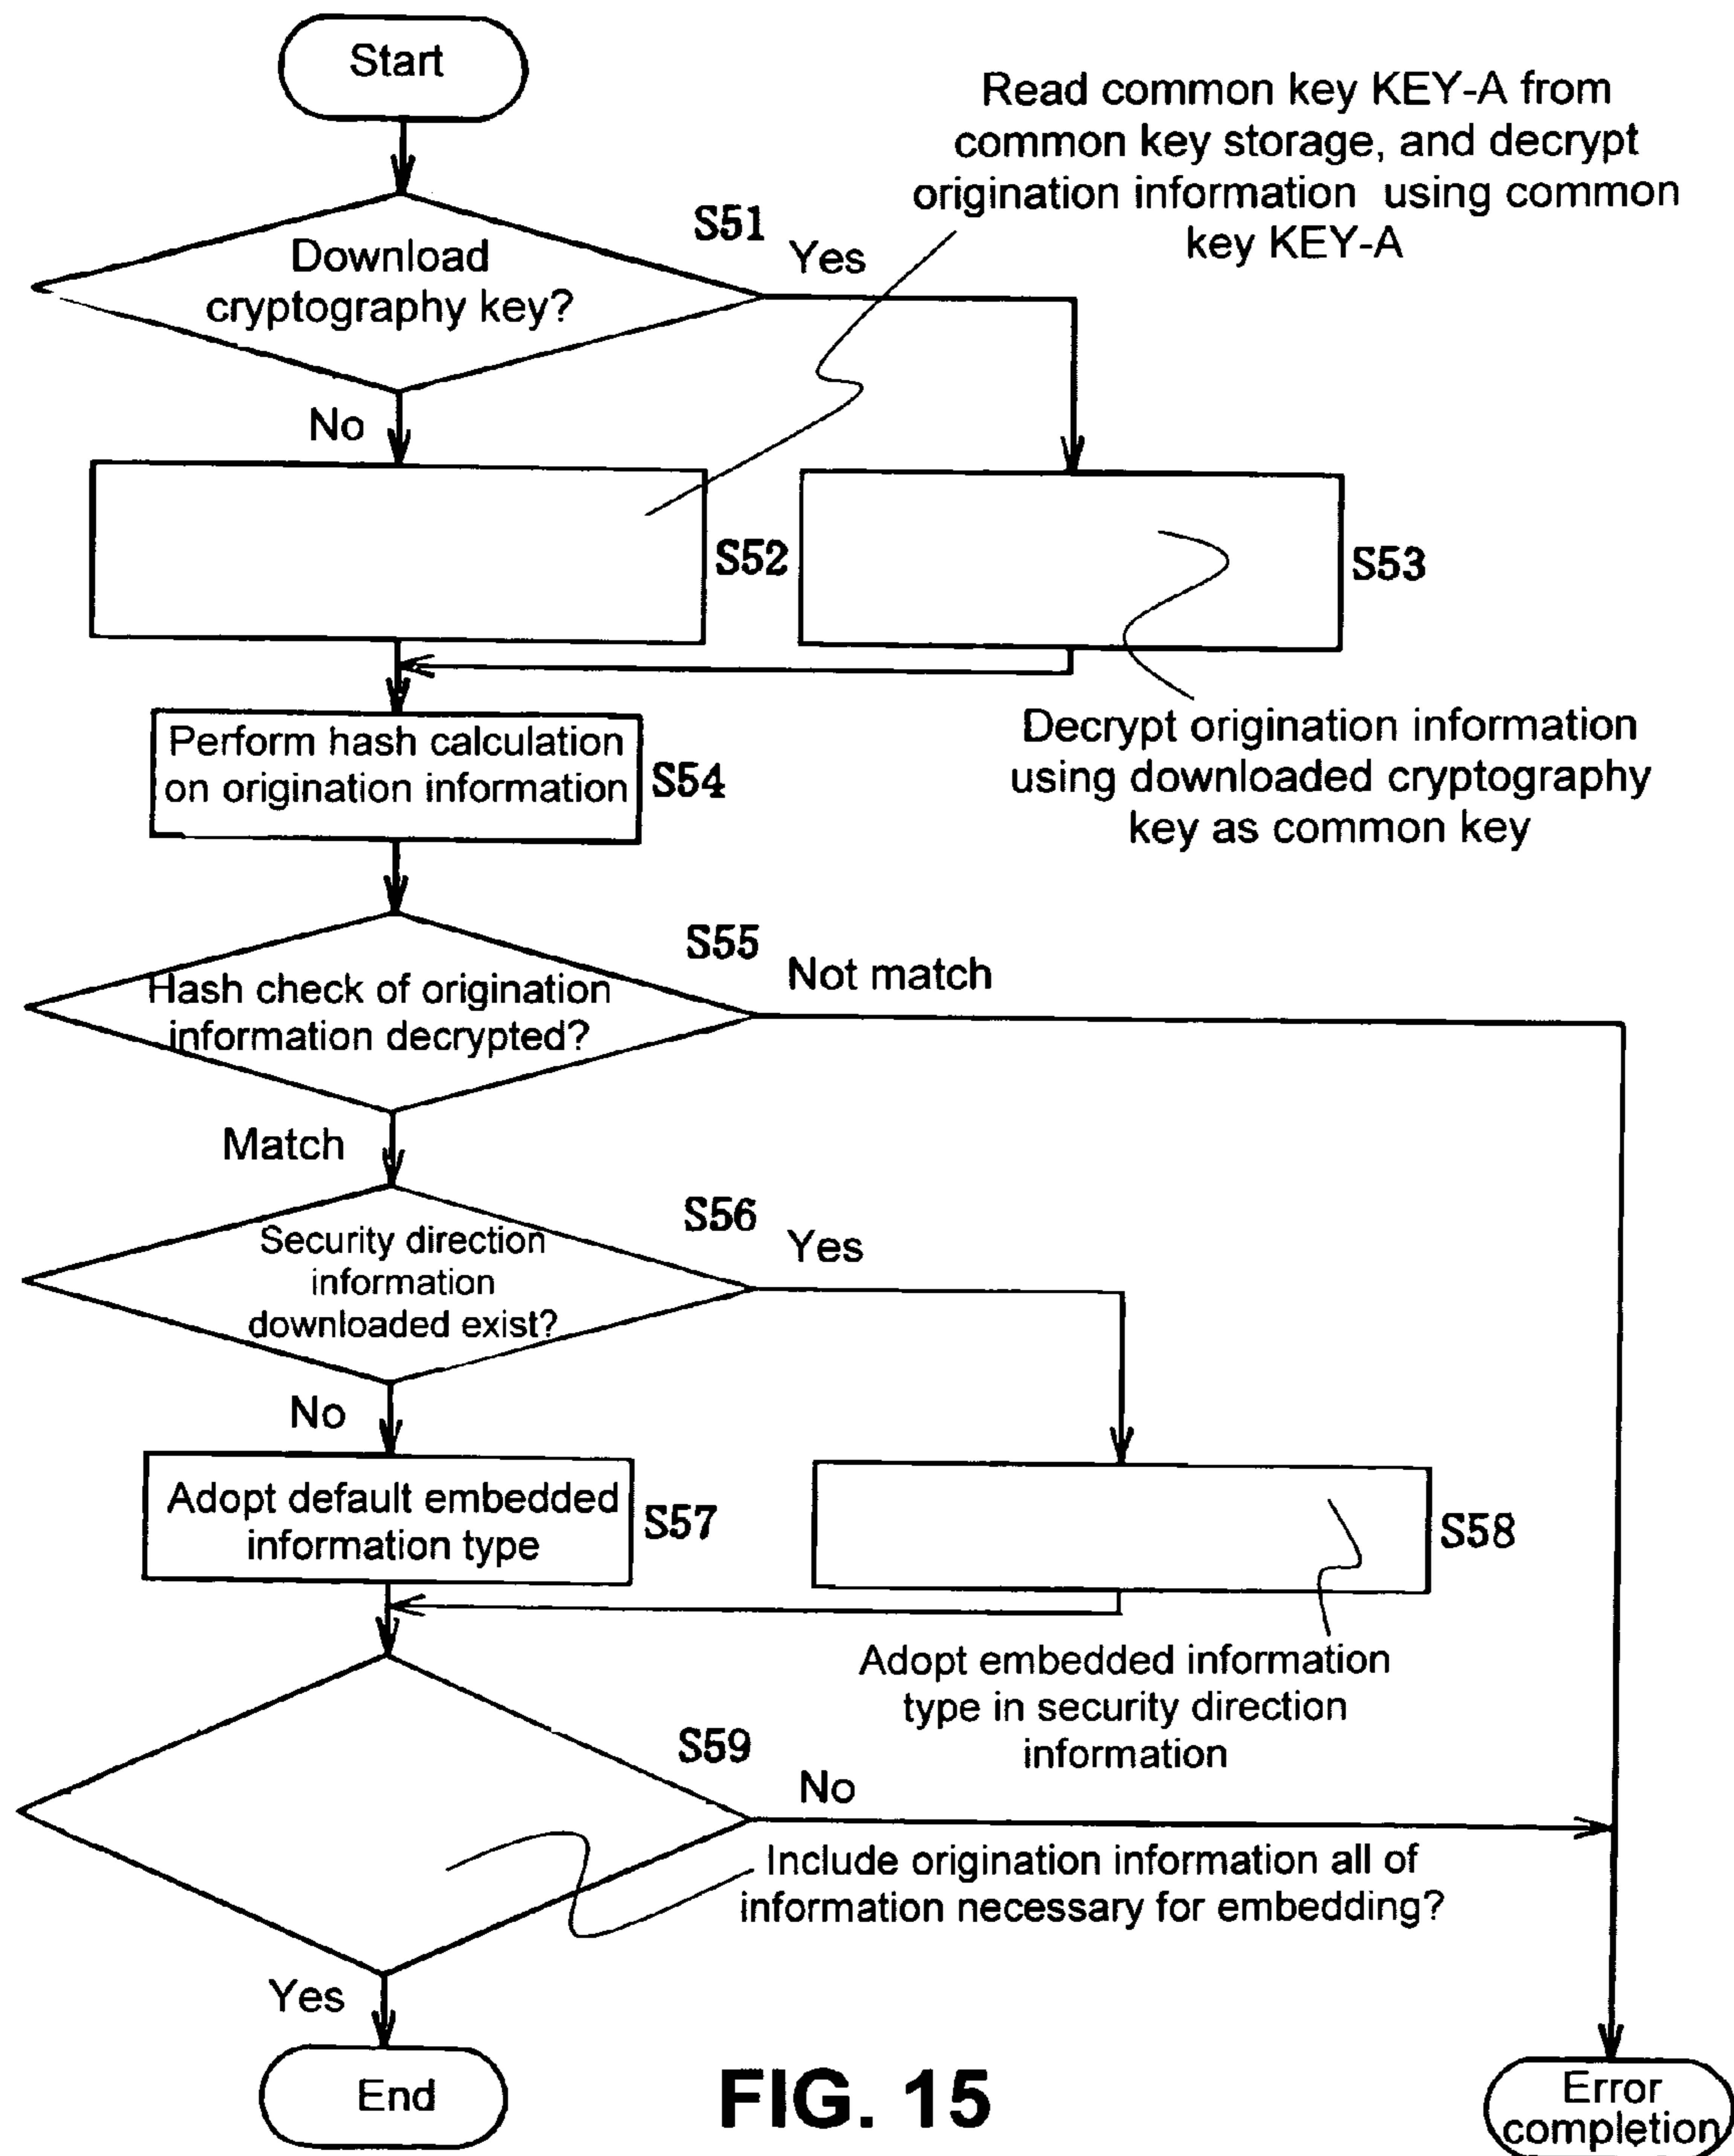 Start
Read common key KEY-A from
common key storage, and decrypt
origination information using common
key KEY-A
S51
Download
cryptography key?
Yes
No
S52
S53
Perform hash calculation
on origination information
S54
Decrypt origination information
using downloaded cryptography
key as common key
S55
Hash check of origination
information decrypted?
Not match
Match
S56
Security direction
information
downloaded exist?
Yes
No
Adopt default embedded
information type
S57
S58
Adopt embedded information
type in security direction
information
S59
No
Include origination information all of
information necessary for embedding?
Yes
End
FIG. 15
Error
completion